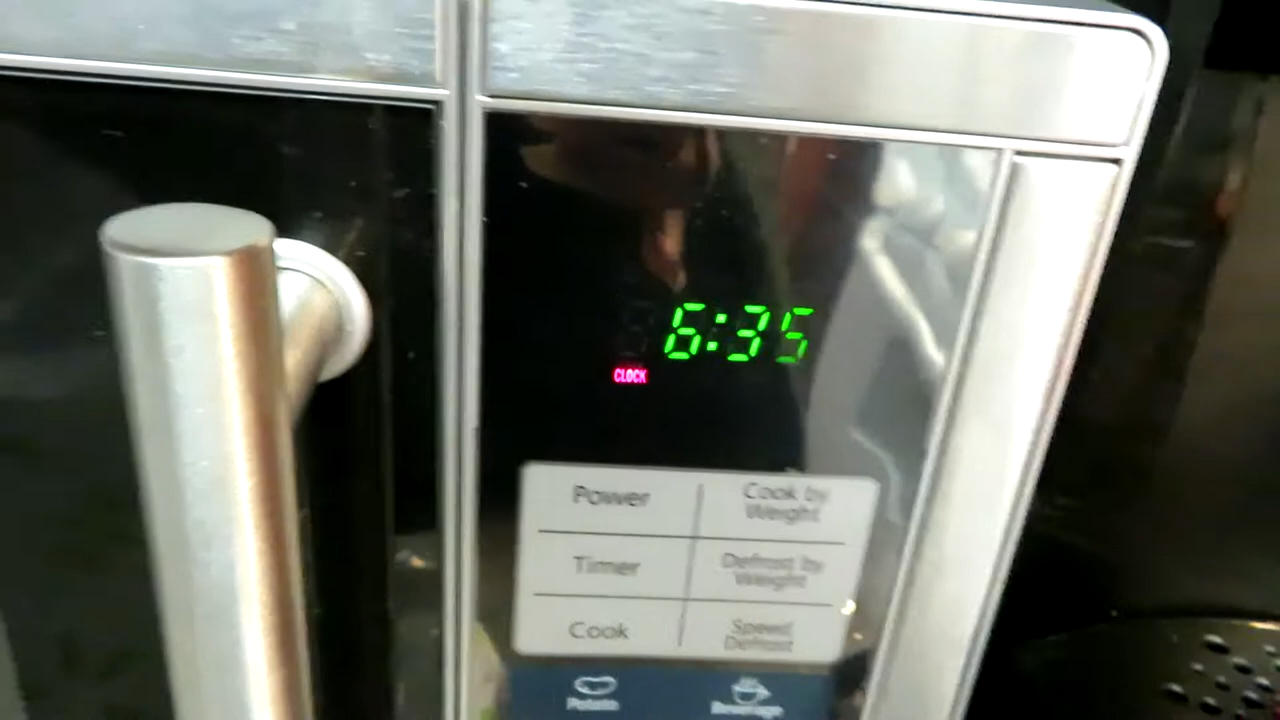 6:35
CLOCK
Power
Cook by
Weight
Timer
Defrost by
Weight
Cook
Speed
Defrost
Potato
Beverage